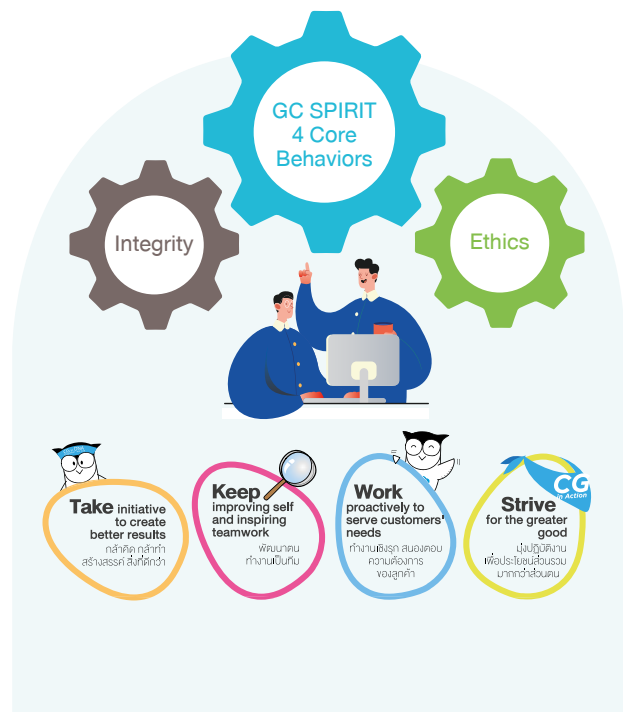 GC SPIRIT
4 Core
Behaviors
Integrity
Ethics
Take initiative
to create
better results
กล้าคิด กล้าทำ
สร้างสรรค์ สิ่งที่ดีกว่า
Keep
improving self
and inspiring
teamwork
พัฒนาตน
ทำงานเป็นทีม
Work
proactively to
serve customers'
needs
ทำงานเชิงรุก สนองตอบ
ความต้องการ
ของลูกค้า
CG
in Action
Strive
for the greater
good
มุ่งปฏิบัติงาน
เพื่อประโยชน์ส่วนรวม
มากกว่าส่วนตน